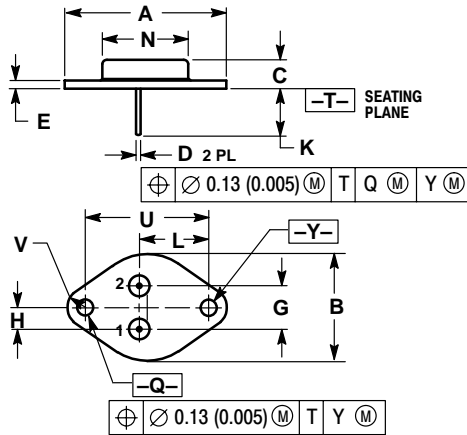 A
N
C
–T– SEATING PLANE
E
K
D 2 PL
⌖ ∅ 0.13 (0.005) Ⓜ T Q Ⓜ Y Ⓜ
U
V
L
–Y–
2
G
B
H
1
–Q–
⌖ ∅ 0.13 (0.005) Ⓜ T Y Ⓜ